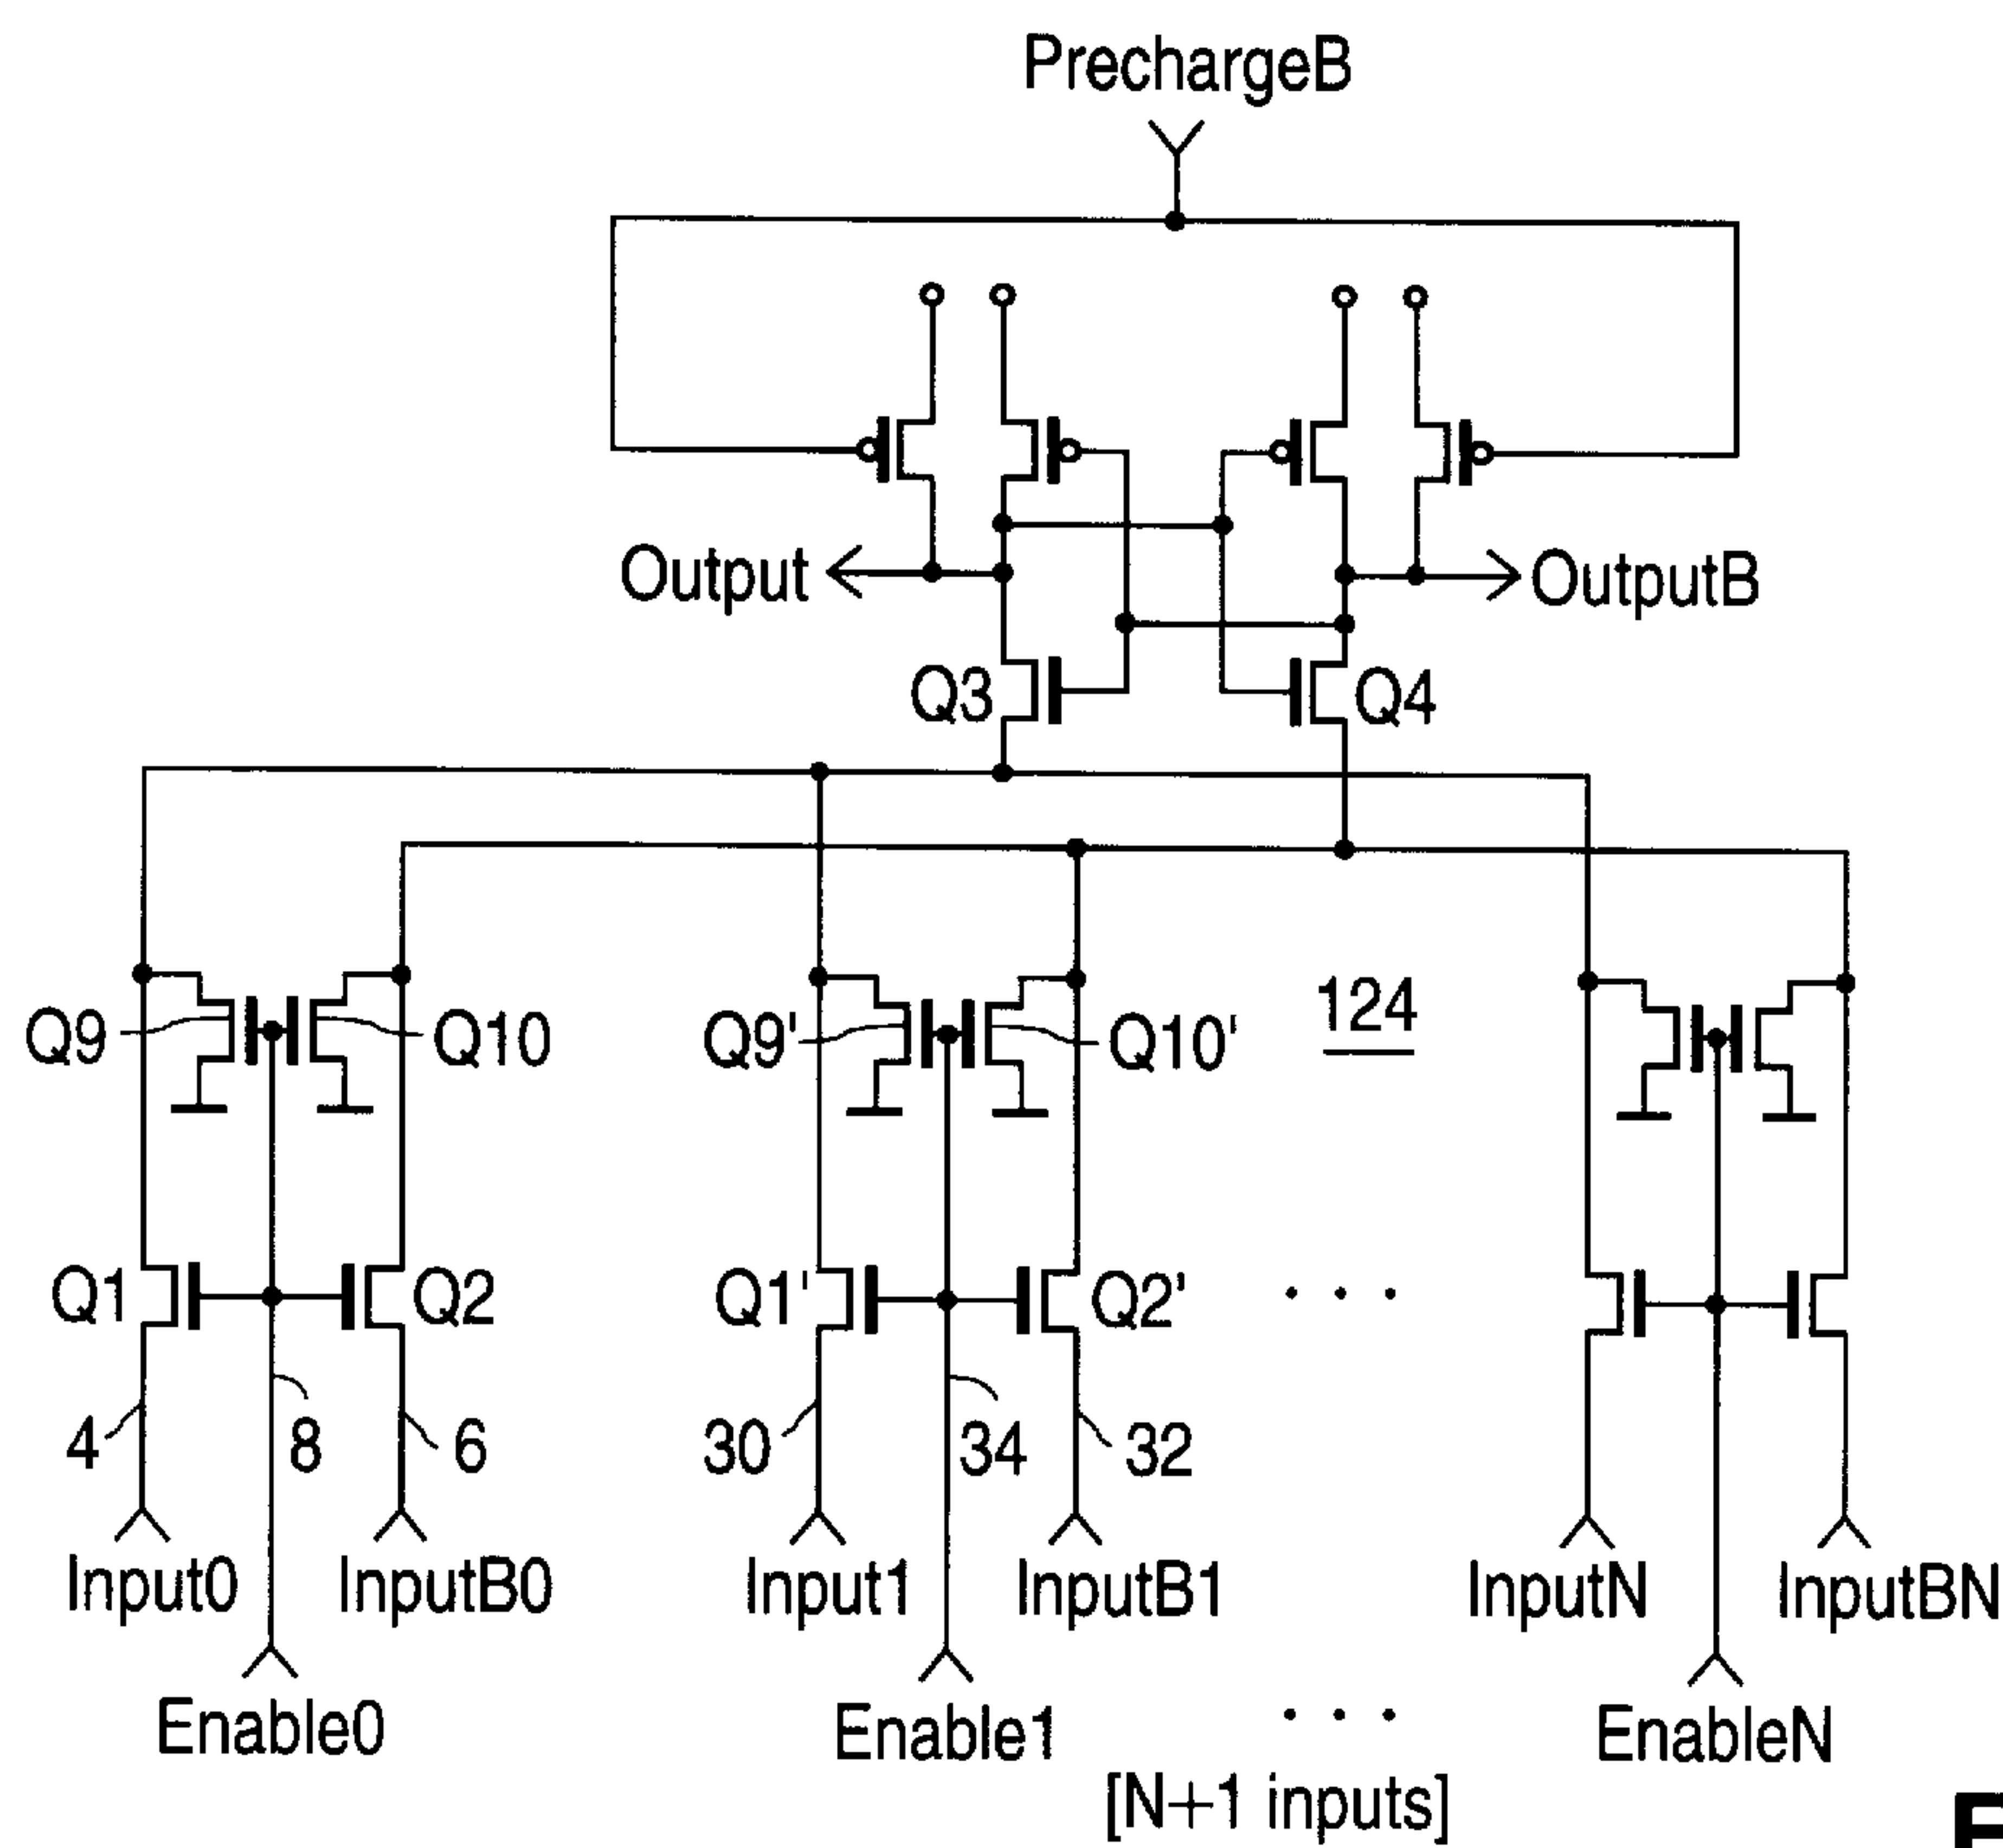 PrechargeB
Output
OutputB
Q3
Q4
Q9
Q10
Q9'
Q10'
124
Q1
Q2
Q1'
Q2'
. . .
4
8
6
30
34
32
Input0
InputB0
Input1
InputB1
InputN
InputBN
Enable0
Enable1
. . .
EnableN
[N+1 inputs]